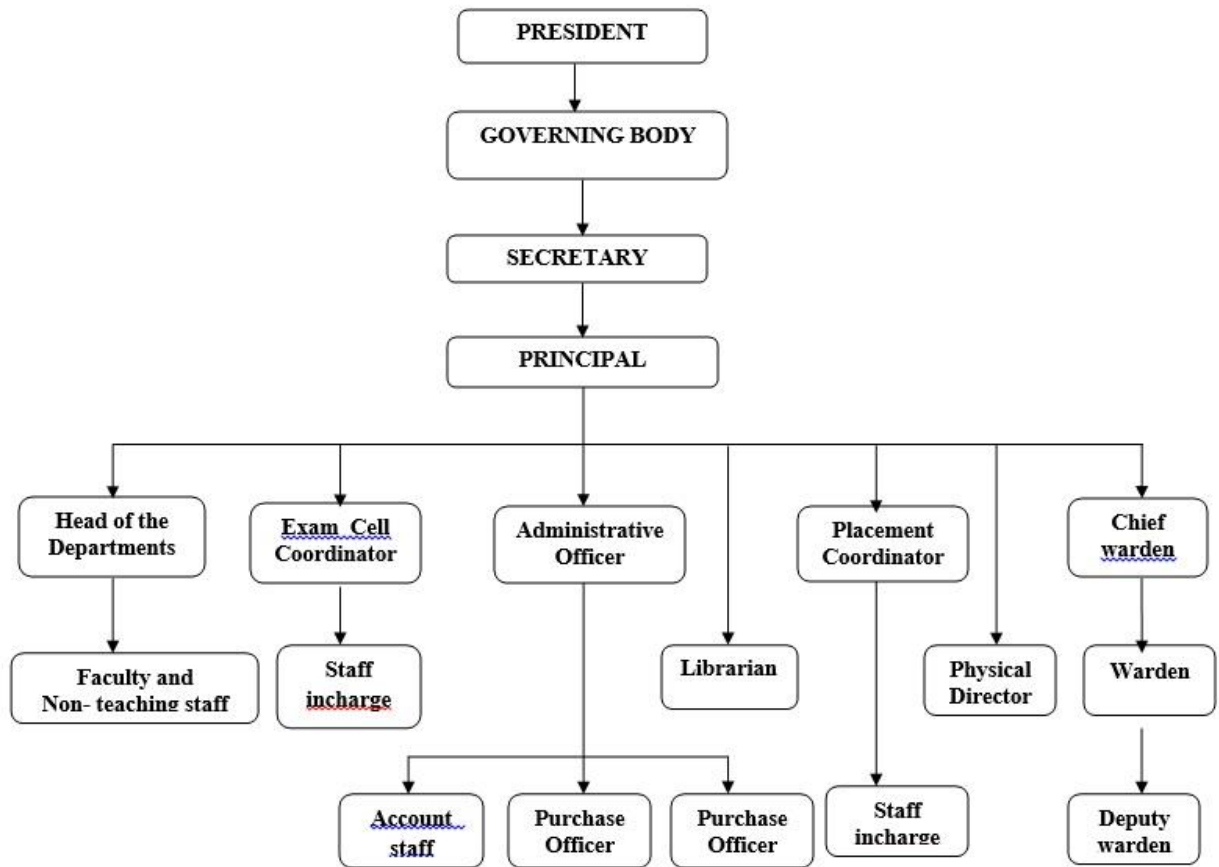 PRESIDENT
GOVERNING BODY
SECRETARY
PRINCIPAL
Head of the
Departments
Exam Cell
Coordinator
Administrative
Officer
Placement
Coordinator
Chief
warden
Faculty and
Non- teaching staff
Staff
incharge
Librarian
Physical
Director
Warden
Account
staff
Purchase
Officer
Purchase
Officer
Staff
incharge
Deputy
warden